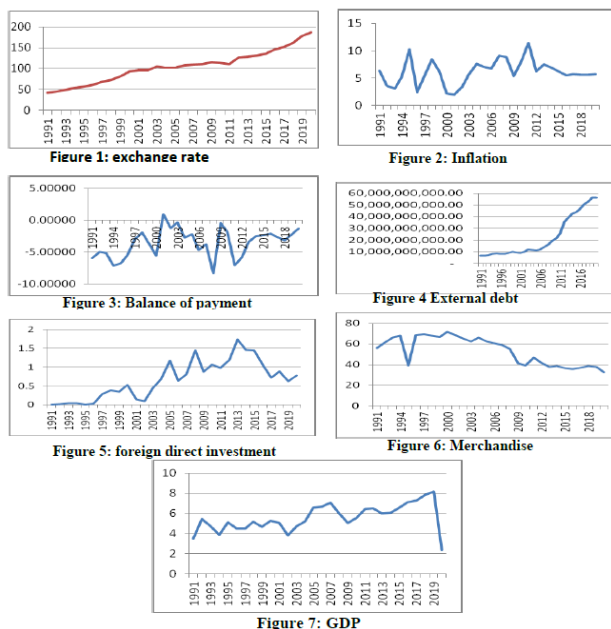 200
150
100
50
0
1991 1993 1995 1997 1999 2001 2003 2005 2007 2009 2011 2013 2015 2017 2019
Figure 1: exchange rate
15
10
5
0
1991 1994 1997 2000 2003 2006 2009 2012 2015 2018
Figure 2: Inflation
5.00000
0.00000
-5.00000
-10.00000
1991 1994 1997 2000 2003 2006 2009 2012 2015 2018
Figure 3: Balance of payment
60,000,000,000.00
50,000,000,000.00
40,000,000,000.00
30,000,000,000.00
20,000,000,000.00
10,000,000,000.00
-
1991 1996 2001 2006 2011 2016
Figure 4 External debt
2
1.5
1
0.5
0
1991 1993 1995 1997 1999 2001 2003 2005 2007 2009 2011 2013 2015 2017 2019
Figure 5: foreign direct investment
80
60
40
20
0
1991 1994 1997 2000 2003 2006 2009 2012 2015 2018
Figure 6: Merchandise
10
8
6
4
2
0
1991 1993 1995 1997 1999 2001 2003 2005 2007 2009 2011 2013 2015 2017 2019
Figure 7: GDP